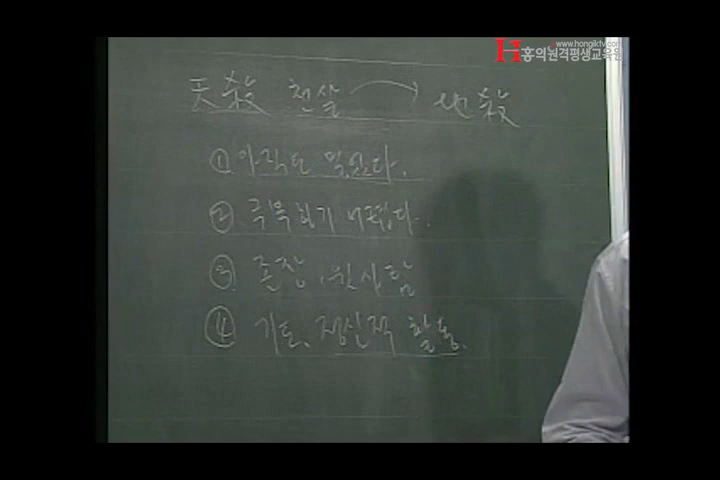 www.hongiktv.com
홍익원격평생교육원
天殺 천살 地殺
① 아직도 멀었다.
② 극복하기 어렵다.
③ 존장, 윗사람
④ 기도, 정신적 활동.